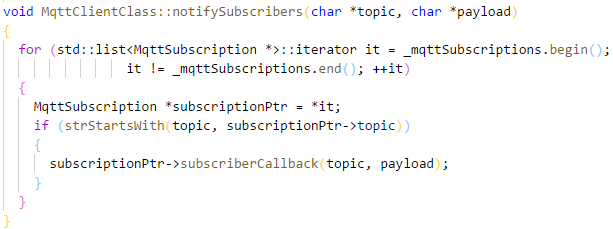 void MqttClientClass::notifySubscribers(char *topic, char *payload)
{
  for (std::list<MqttSubscription *>::iterator it = _mqttSubscriptions.begin();
                it != _mqttSubscriptions.end(); ++it)
  {
    MqttSubscription *subscriptionPtr = *it;
    if (strStartsWith(topic, subscriptionPtr->topic))
    {
      subscriptionPtr->subscriberCallback(topic, payload);
    }
  }
}